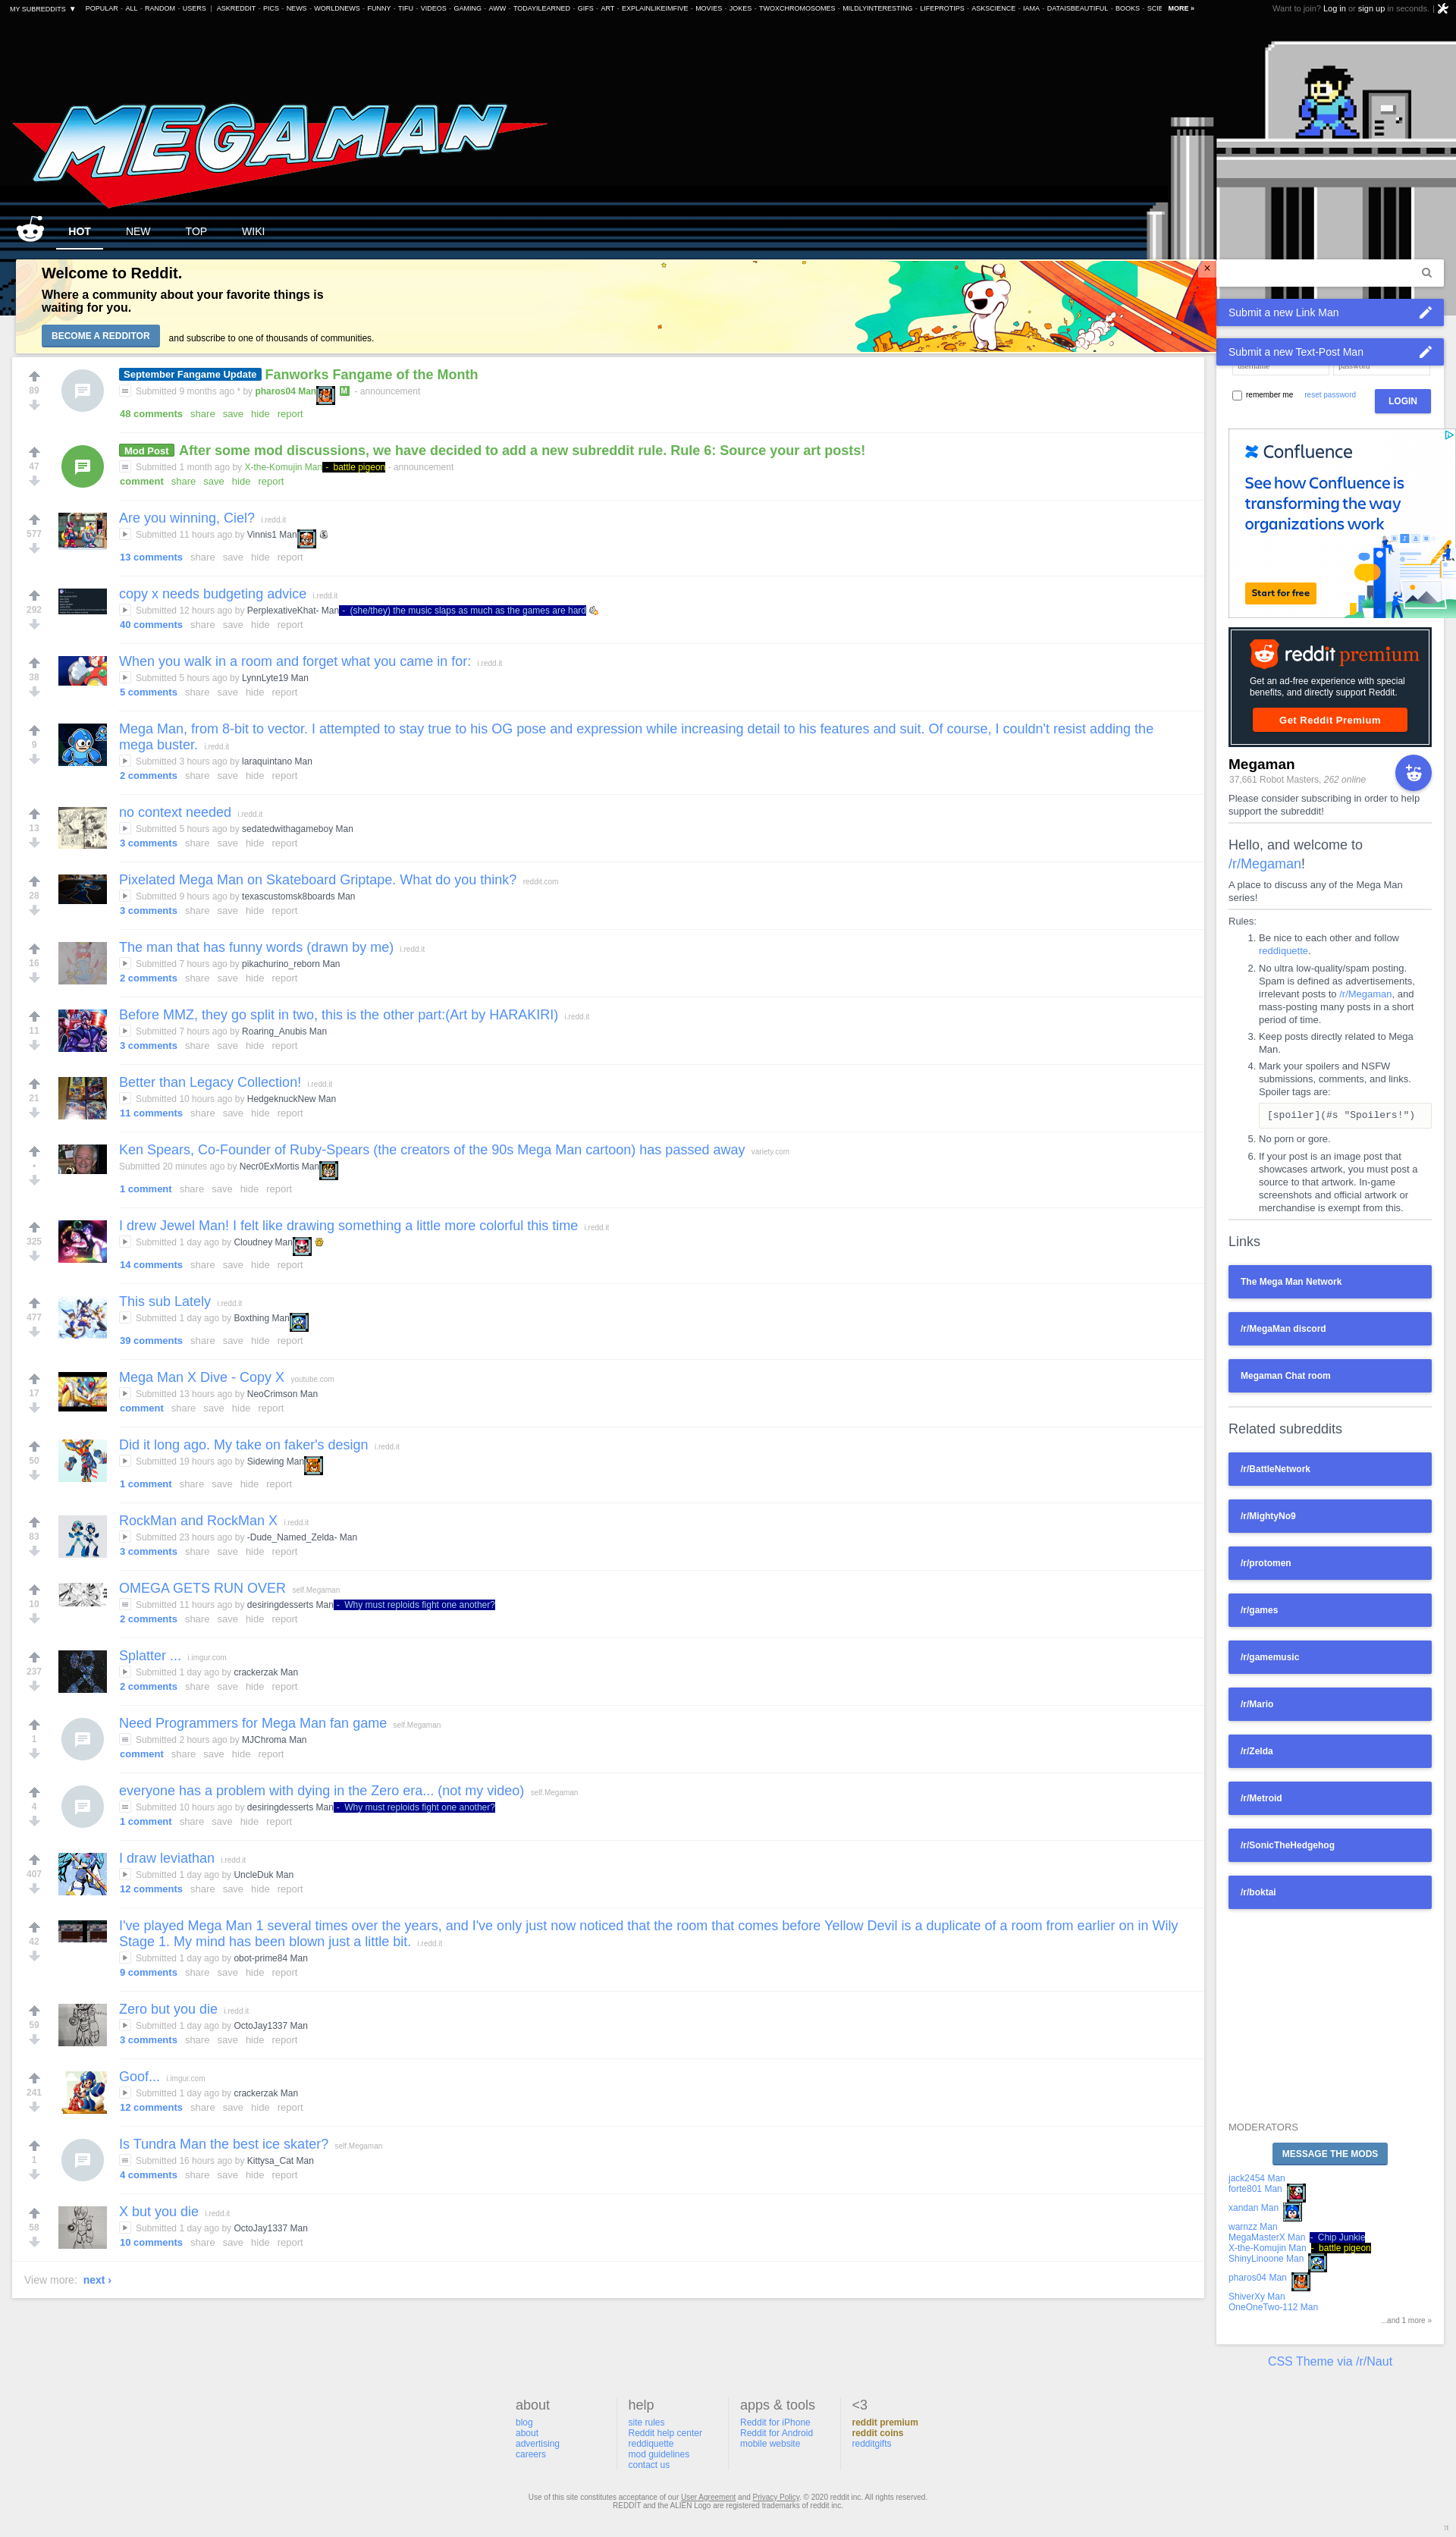 MY SUBREDDITS ▼ POPULAR - ALL - RANDOM - USERS | ASKREDDIT - PICS - NEWS - WORLDNEWS - FUNNY - TIFU - VIDEOS - GAMING - AWW - TODAYILEARNED - GIFS - ART - EXPLAINLIKEIMFIVE - MOVIES - JOKES - TWOXCHROMOSOMES - MILDLYINTERESTING - LIFEPROTIPS - ASKSCIENCE - IAMA - DATAISBEAUTIFUL - BOOKS - SCIE MORE »
Want to join? Log in or sign up in seconds. |
MEGAMAN
HOT NEW TOP WIKI
Welcome to Reddit.
Where a community about your favorite things is
waiting for you.
BECOME A REDDITOR and subscribe to one of thousands of communities.
×
89
September Fangame Update Fanworks Fangame of the Month
Submitted 9 months ago * by pharos04 Man M - announcement
48 comments share save hide report
47
Mod Post After some mod discussions, we have decided to add a new subreddit rule. Rule 6: Source your art posts!
Submitted 1 month ago by X-the-Komujin Man - battle pigeon - announcement
comment share save hide report
577
Are you winning, Ciel? i.redd.it
Submitted 11 hours ago by Vinnis1 Man
13 comments share save hide report
292
copy x needs budgeting advice i.redd.it
Submitted 12 hours ago by PerplexativeKhat- Man - (she/they) the music slaps as much as the games are hard
40 comments share save hide report
38
When you walk in a room and forget what you came in for: i.redd.it
Submitted 5 hours ago by LynnLyte19 Man
5 comments share save hide report
9
Mega Man, from 8-bit to vector. I attempted to stay true to his OG pose and expression while increasing detail to his features and suit. Of course, I couldn't resist adding the
mega buster. i.redd.it
Submitted 3 hours ago by laraquintano Man
2 comments share save hide report
13
no context needed i.redd.it
Submitted 5 hours ago by sedatedwithagameboy Man
3 comments share save hide report
28
Pixelated Mega Man on Skateboard Griptape. What do you think? reddit.com
Submitted 9 hours ago by texascustomsk8boards Man
3 comments share save hide report
16
The man that has funny words (drawn by me) i.redd.it
Submitted 7 hours ago by pikachurino_reborn Man
2 comments share save hide report
11
Before MMZ, they go split in two, this is the other part:(Art by HARAKIRI) i.redd.it
Submitted 7 hours ago by Roaring_Anubis Man
3 comments share save hide report
21
Better than Legacy Collection! i.redd.it
Submitted 10 hours ago by HedgeknuckNew Man
11 comments share save hide report
•
Ken Spears, Co-Founder of Ruby-Spears (the creators of the 90s Mega Man cartoon) has passed away variety.com
Submitted 20 minutes ago by Necr0ExMortis Man
1 comment share save hide report
325
I drew Jewel Man! I felt like drawing something a little more colorful this time i.redd.it
Submitted 1 day ago by Cloudney Man
14 comments share save hide report
477
This sub Lately i.redd.it
Submitted 1 day ago by Boxthing Man
39 comments share save hide report
17
Mega Man X Dive - Copy X youtube.com
Submitted 13 hours ago by NeoCrimson Man
comment share save hide report
50
Did it long ago. My take on faker's design i.redd.it
Submitted 19 hours ago by Sidewing Man
1 comment share save hide report
83
RockMan and RockMan X i.redd.it
Submitted 23 hours ago by -Dude_Named_Zelda- Man
3 comments share save hide report
10
OMEGA GETS RUN OVER self.Megaman
Submitted 11 hours ago by desiringdesserts Man - Why must reploids fight one another?
2 comments share save hide report
237
Splatter ... i.imgur.com
Submitted 1 day ago by crackerzak Man
2 comments share save hide report
1
Need Programmers for Mega Man fan game self.Megaman
Submitted 2 hours ago by MJChroma Man
comment share save hide report
4
everyone has a problem with dying in the Zero era... (not my video) self.Megaman
Submitted 10 hours ago by desiringdesserts Man - Why must reploids fight one another?
1 comment share save hide report
407
I draw leviathan i.redd.it
Submitted 1 day ago by UncleDuk Man
12 comments share save hide report
42
I've played Mega Man 1 several times over the years, and I've only just now noticed that the room that comes before Yellow Devil is a duplicate of a room from earlier on in Wily
Stage 1. My mind has been blown just a little bit. i.redd.it
Submitted 1 day ago by obot-prime84 Man
9 comments share save hide report
59
Zero but you die i.redd.it
Submitted 1 day ago by OctoJay1337 Man
3 comments share save hide report
241
Goof... i.imgur.com
Submitted 1 day ago by crackerzak Man
12 comments share save hide report
1
Is Tundra Man the best ice skater? self.Megaman
Submitted 16 hours ago by Kittysa_Cat Man
4 comments share save hide report
58
X but you die i.redd.it
Submitted 1 day ago by OctoJay1337 Man
10 comments share save hide report
View more: next ›
Submit a new Link Man
Submit a new Text-Post Man
username password
remember me reset password LOGIN
Confluence
See how Confluence is
transforming the way
organizations work
Start for free
reddit premium
Get an ad-free experience with special
benefits, and directly support Reddit.
Get Reddit Premium
Megaman
37,661 Robot Masters, 262 online
Please consider subscribing in order to help
support the subreddit!
Hello, and welcome to
/r/Megaman!
A place to discuss any of the Mega Man
series!
Rules:
1. Be nice to each other and follow
reddiquette.
2. No ultra low-quality/spam posting.
Spam is defined as advertisements,
irrelevant posts to /r/Megaman, and
mass-posting many posts in a short
period of time.
3. Keep posts directly related to Mega
Man.
4. Mark your spoilers and NSFW
submissions, comments, and links.
Spoiler tags are:
[spoiler](#s "Spoilers!")
5. No porn or gore.
6. If your post is an image post that
showcases artwork, you must post a
source to that artwork. In-game
screenshots and official artwork or
merchandise is exempt from this.
Links
The Mega Man Network
/r/MegaMan discord
Megaman Chat room
Related subreddits
/r/BattleNetwork
/r/MightyNo9
/r/protomen
/r/games
/r/gamemusic
/r/Mario
/r/Zelda
/r/Metroid
/r/SonicTheHedgehog
/r/boktai
MODERATORS
MESSAGE THE MODS
jack2454 Man
forte801 Man
xandan Man
warnzz Man
MegaMasterX Man - Chip Junkie
X-the-Komujin Man - battle pigeon
ShinyLinoone Man
pharos04 Man
ShiverXy Man
OneOneTwo-112 Man
...and 1 more »
CSS Theme via /r/Naut
about
blog
about
advertising
careers
help
site rules
Reddit help center
reddiquette
mod guidelines
contact us
apps & tools
Reddit for iPhone
Reddit for Android
mobile website
<3
reddit premium
reddit coins
redditgifts
Use of this site constitutes acceptance of our User Agreement and Privacy Policy. © 2020 reddit inc. All rights reserved.
REDDIT and the ALIEN Logo are registered trademarks of reddit inc.
π